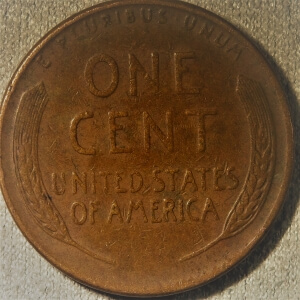 E PLURIBUS UNUM
ONE
CENT
UNITED STATES
OF AMERICA